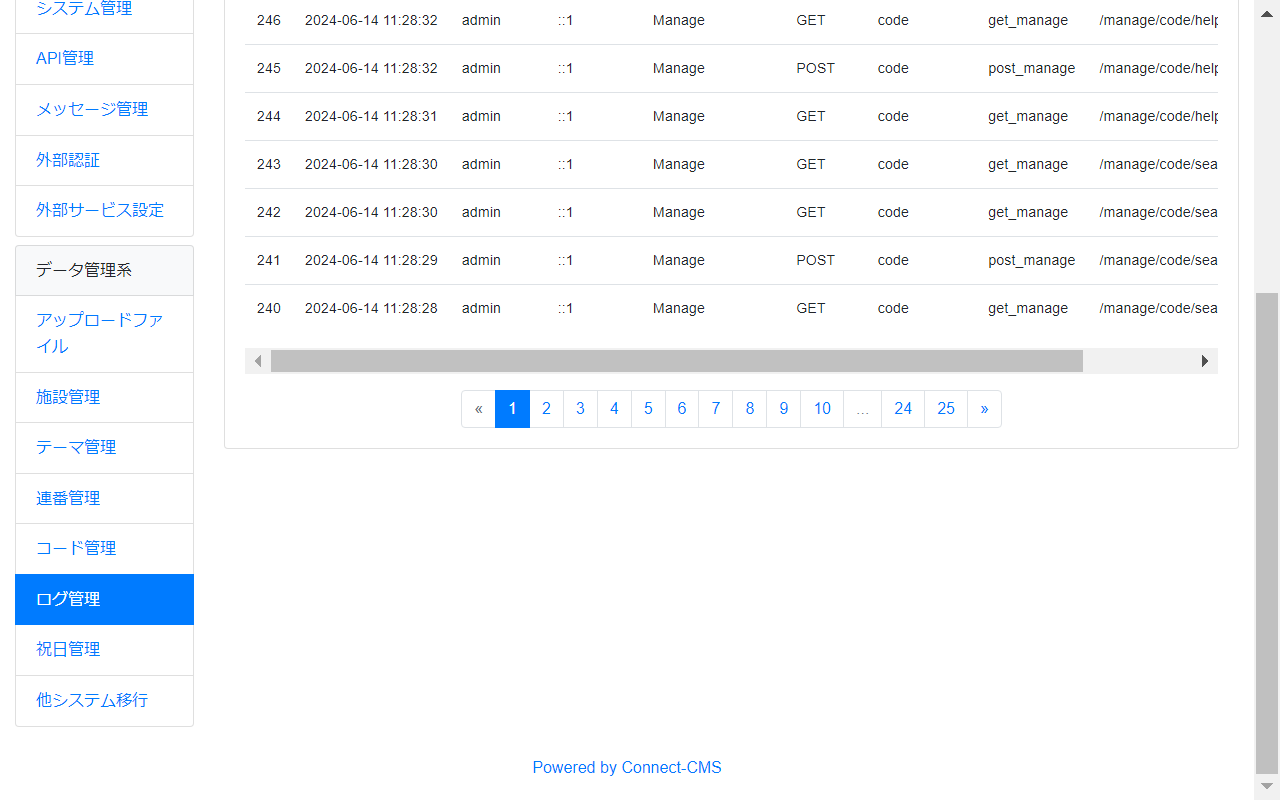 システム管理
API管理
メッセージ管理
外部認証
外部サービス設定
データ管理系
アップロードファ
イル
施設管理
テーマ管理
連番管理
コード管理
ログ管理
祝日管理
他システム移行
246 2024-06-14 11:28:32 admin ::1 Manage GET code get_manage /manage/code/help
245 2024-06-14 11:28:32 admin ::1 Manage POST code post_manage /manage/code/help
244 2024-06-14 11:28:31 admin ::1 Manage GET code get_manage /manage/code/help
243 2024-06-14 11:28:30 admin ::1 Manage GET code get_manage /manage/code/sea
242 2024-06-14 11:28:30 admin ::1 Manage GET code get_manage /manage/code/sea
241 2024-06-14 11:28:29 admin ::1 Manage POST code post_manage /manage/code/sea
240 2024-06-14 11:28:28 admin ::1 Manage GET code get_manage /manage/code/sea
« 1 2 3 4 5 6 7 8 9 10 ... 24 25 »
Powered by Connect-CMS